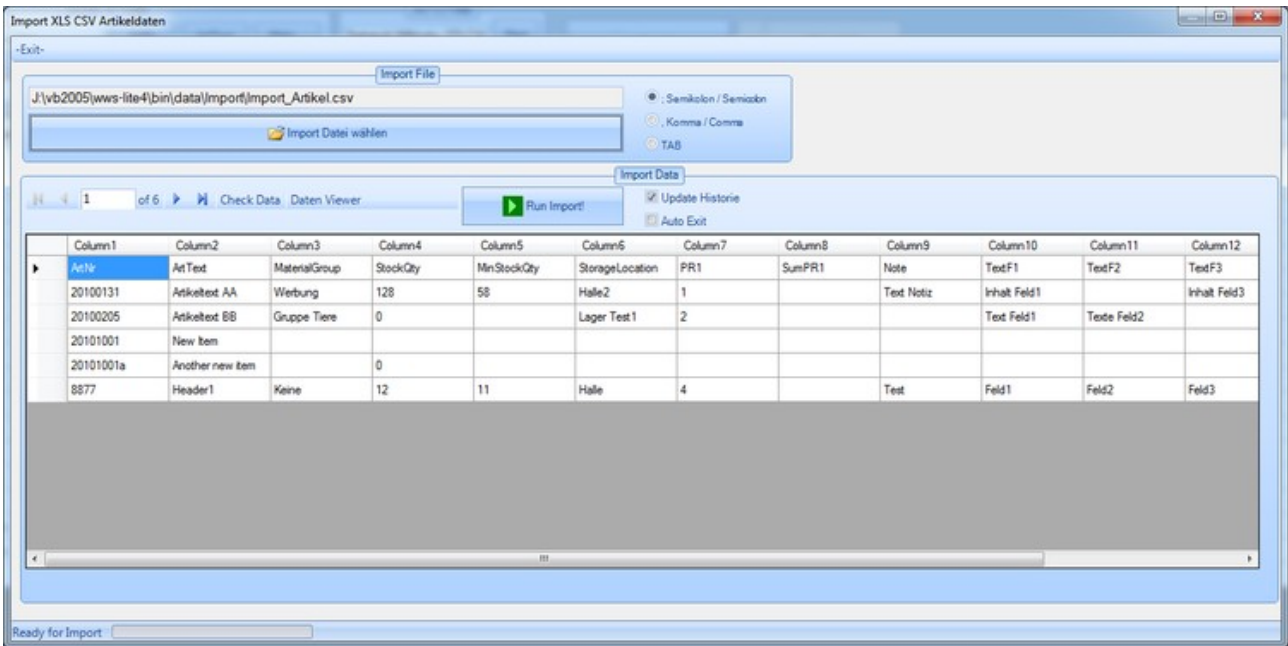 Import XLS CSV Artikeldaten
-Exit-
Import File
J:\vb2005\wws-lite4\bin\data\Import\Import_Artikel.csv
; Semikolon / Semicolon
Import Datei wählen
, Komma / Comma
TAB
Import Data
1 of 6 Check Data Daten Viewer
Run Import!
Update Historie
Auto Exit
Column1 Column2 Column3 Column4 Column5 Column6 Column7 Column8 Column9 Column10 Column11 Column12
ArtNr ArtText MaterialGroup StockQty MinStockQty StorageLocation PR1 SumPR1 Note TextF1 TextF2 TextF3
20100131 Artikeltext AA Werbung 128 58 Halle2 1 Text Notiz Inhalt Feld1 Inhalt Feld3
20100205 Artikeltext BB Gruppe Tiere 0 Lager Test1 2 Text Feld1 Texte Feld2
20101001 New Item
20101001a Another new item 0
8877 Header1 Keine 12 11 Halle 4 Test Feld1 Feld2 Feld3
Ready for Import